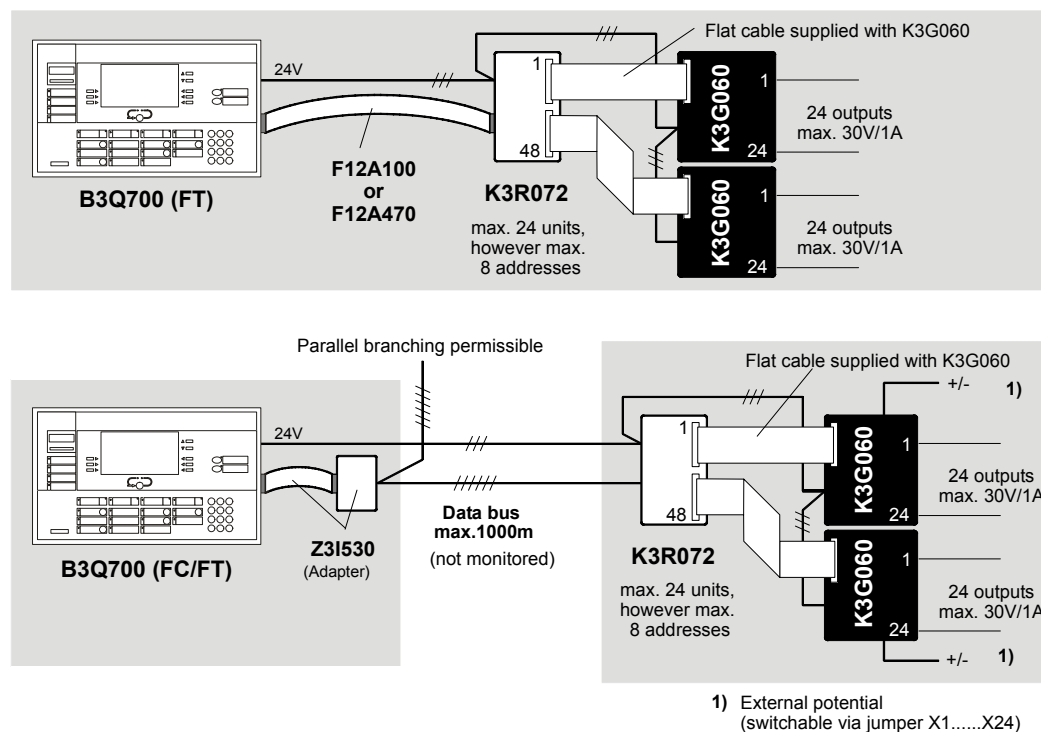 Flat cable supplied with K3G060
24V
1
48
K3G060
1
24
24 outputs
max. 30V/1A
K3G060
1
24
24 outputs
max. 30V/1A
F12A100
or
F12A470
B3Q700 (FT)
K3R072
max. 24 units,
however max.
8 addresses
Parallel branching permissible
Flat cable supplied with K3G060
+/- 1)
24V
1
48
K3G060
1
24
24 outputs
max. 30V/1A
K3G060
1
24
24 outputs
max. 30V/1A
+/- 1)
Data bus
max.1000m
(not monitored)
Z3I530
(Adapter)
B3Q700 (FC/FT)
K3R072
max. 24 units,
however max.
8 addresses
1) External potential
(switchable via jumper X1......X24)